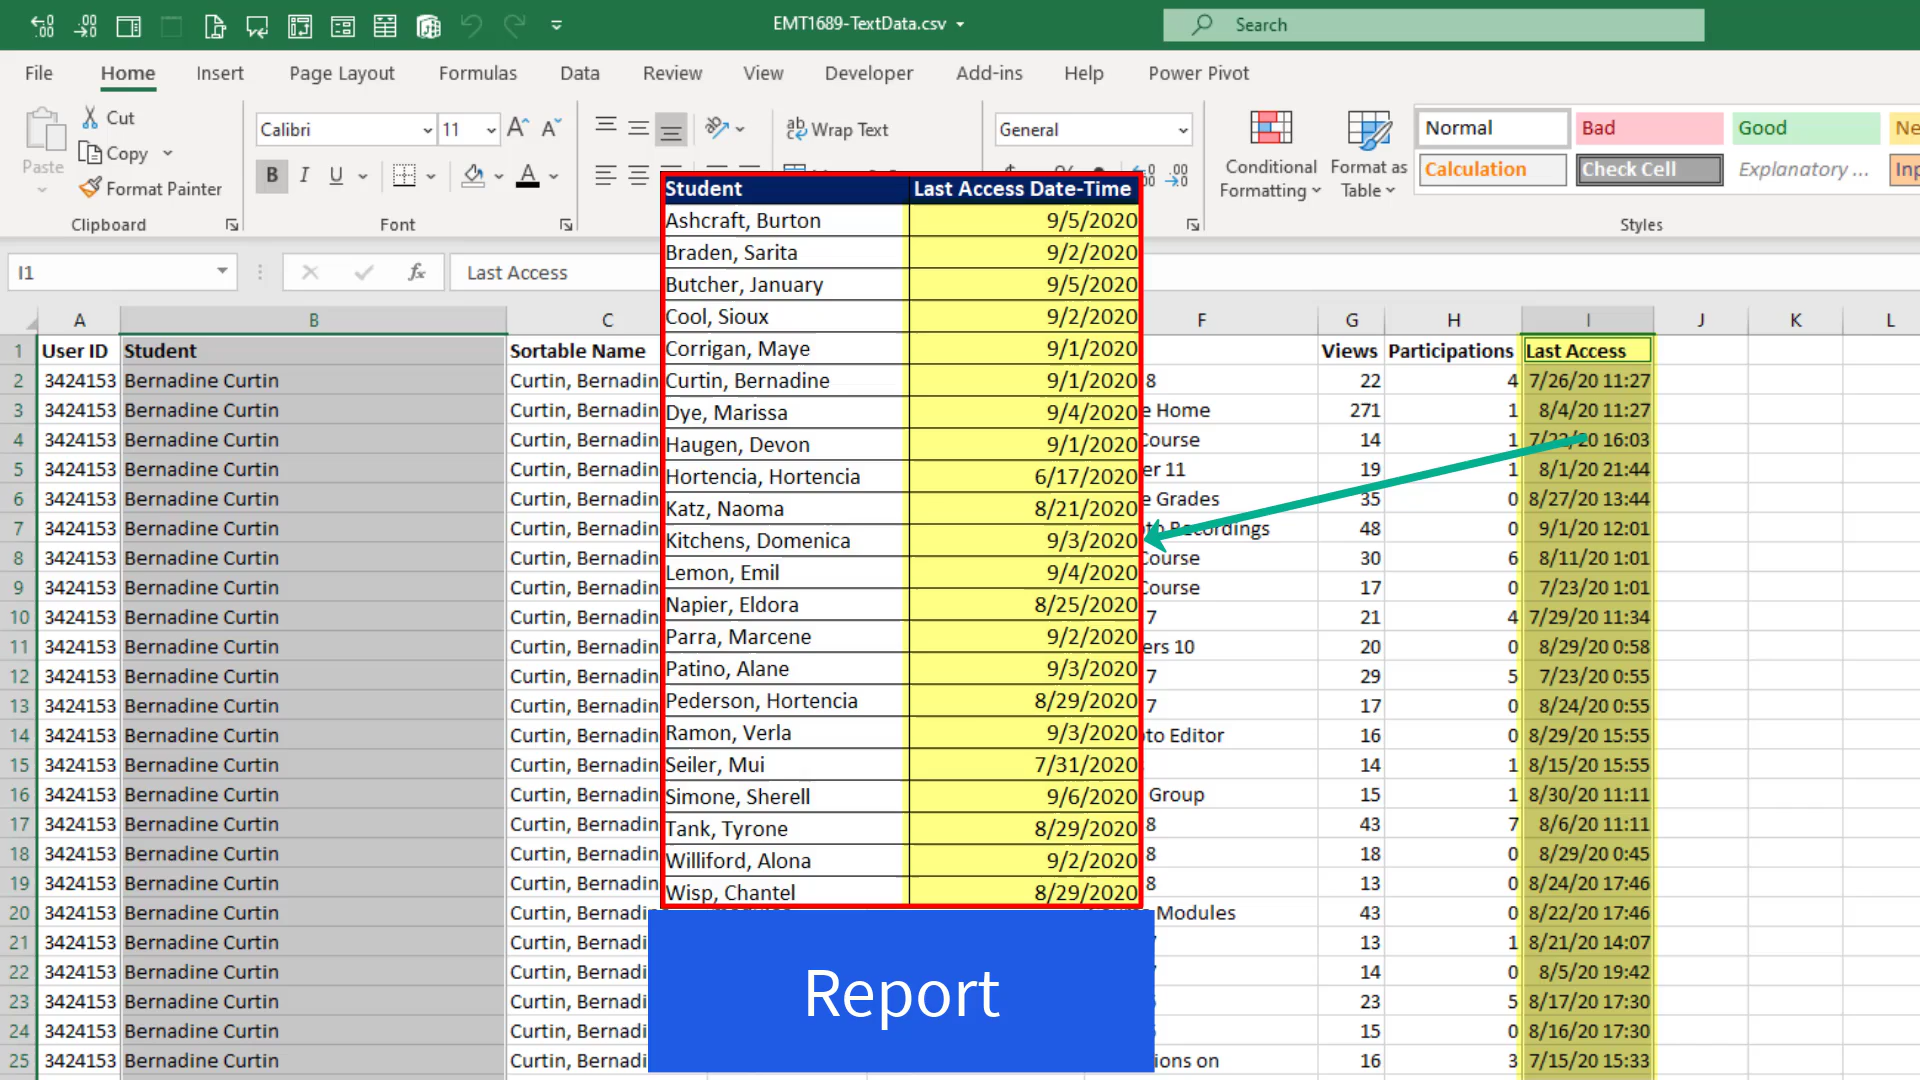 EMT1689-TextData.csv
Search
File Home Insert Page Layout Formulas Data Review View Developer Add-ins Help Power Pivot
Paste
Cut
Copy
Format Painter
Clipboard
Calibri 11
B I U
Font
ab Wrap Text
General
Conditional Formatting
Format as Table
Normal Bad Good Ne
Calculation Check Cell Explanatory ... Inp
Styles
I1 fx Last Access
A B C F G H I J K L
1 User ID Student Sortable Name Views Participations Last Access
2 3424153 Bernadine Curtin Curtin, Bernadin 8 22 4 7/26/20 11:27
3 3424153 Bernadine Curtin Curtin, Bernadin e Home 271 1 8/4/20 11:27
4 3424153 Bernadine Curtin Curtin, Bernadin Course 14 1 7/22/20 16:03
5 3424153 Bernadine Curtin Curtin, Bernadin er 11 19 1 8/1/20 21:44
6 3424153 Bernadine Curtin Curtin, Bernadin e Grades 35 0 8/27/20 13:44
7 3424153 Bernadine Curtin Curtin, Bernadin Recordings 48 0 9/1/20 12:01
8 3424153 Bernadine Curtin Curtin, Bernadin Course 30 6 8/11/20 1:01
9 3424153 Bernadine Curtin Curtin, Bernadin Course 17 0 7/23/20 1:01
10 3424153 Bernadine Curtin Curtin, Bernadin 7 21 4 7/29/20 11:34
11 3424153 Bernadine Curtin Curtin, Bernadin ers 10 20 0 8/29/20 0:58
12 3424153 Bernadine Curtin Curtin, Bernadin 7 29 5 7/23/20 0:55
13 3424153 Bernadine Curtin Curtin, Bernadin 7 17 0 8/24/20 0:55
14 3424153 Bernadine Curtin Curtin, Bernadin oto Editor 16 0 8/29/20 15:55
15 3424153 Bernadine Curtin Curtin, Bernadin 14 1 8/15/20 15:55
16 3424153 Bernadine Curtin Curtin, Bernadin Group 15 1 8/30/20 11:11
17 3424153 Bernadine Curtin Curtin, Bernadin 8 43 7 8/6/20 11:11
18 3424153 Bernadine Curtin Curtin, Bernadin 8 18 0 8/29/20 0:45
19 3424153 Bernadine Curtin Curtin, Bernadin 8 13 0 8/24/20 17:46
20 3424153 Bernadine Curtin Curtin, Bernadi Modules 43 0 8/22/20 17:46
21 3424153 Bernadine Curtin Curtin, Bernadi 13 1 8/21/20 14:07
22 3424153 Bernadine Curtin Curtin, Bernadi 14 0 8/5/20 19:42
23 3424153 Bernadine Curtin Curtin, Bernadi 23 5 8/17/20 17:30
24 3424153 Bernadine Curtin Curtin, Bernadi 15 0 8/16/20 17:30
25 3424153 Bernadine Curtin Curtin, Bernadi ions on 16 3 7/15/20 15:33
Student Last Access Date-Time
Ashcraft, Burton 9/5/2020
Braden, Sarita 9/2/2020
Butcher, January 9/5/2020
Cool, Sioux 9/2/2020
Corrigan, Maye 9/1/2020
Curtin, Bernadine 9/1/2020
Dye, Marissa 9/4/2020
Haugen, Devon 9/1/2020
Hortencia, Hortencia 6/17/2020
Katz, Naoma 8/21/2020
Kitchens, Domenica 9/3/2020
Lemon, Emil 9/4/2020
Napier, Eldora 8/25/2020
Parra, Marcene 9/2/2020
Patino, Alane 9/3/2020
Pederson, Hortencia 8/29/2020
Ramon, Verla 9/3/2020
Seiler, Mui 7/31/2020
Simone, Sherell 9/6/2020
Tank, Tyrone 8/29/2020
Williford, Alona 9/2/2020
Wisp, Chantel 8/29/2020
Report